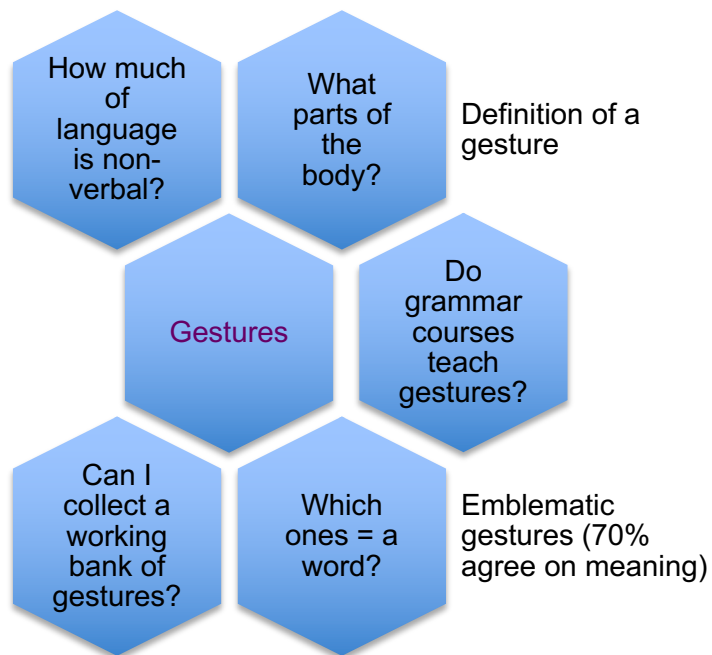 How much
of
language
is non-
verbal?
What
parts of
the
body?
Definition of a
gesture
Gestures
Do
grammar
courses
teach
gestures?
Can I
collect a
working
bank of
gestures?
Which
ones = a
word?
Emblematic
gestures (70%
agree on meaning)